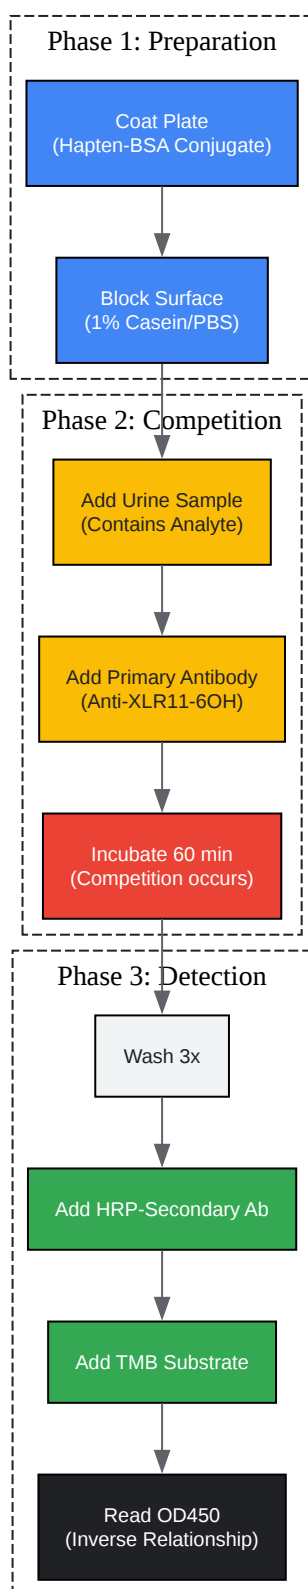 Phase 1: Preparation
Coat Plate
(Hapten-BSA Conjugate)
Block Surface
(1% Casein/PBS)
Phase 2: Competition
Add Urine Sample
(Contains Analyte)
Add Primary Antibody
(Anti-XLR11-6OH)
Incubate 60 min
(Competition occurs)
Phase 3: Detection
Wash 3x
Add HRP-Secondary Ab
Add TMB Substrate
Read OD450
(Inverse Relationship)